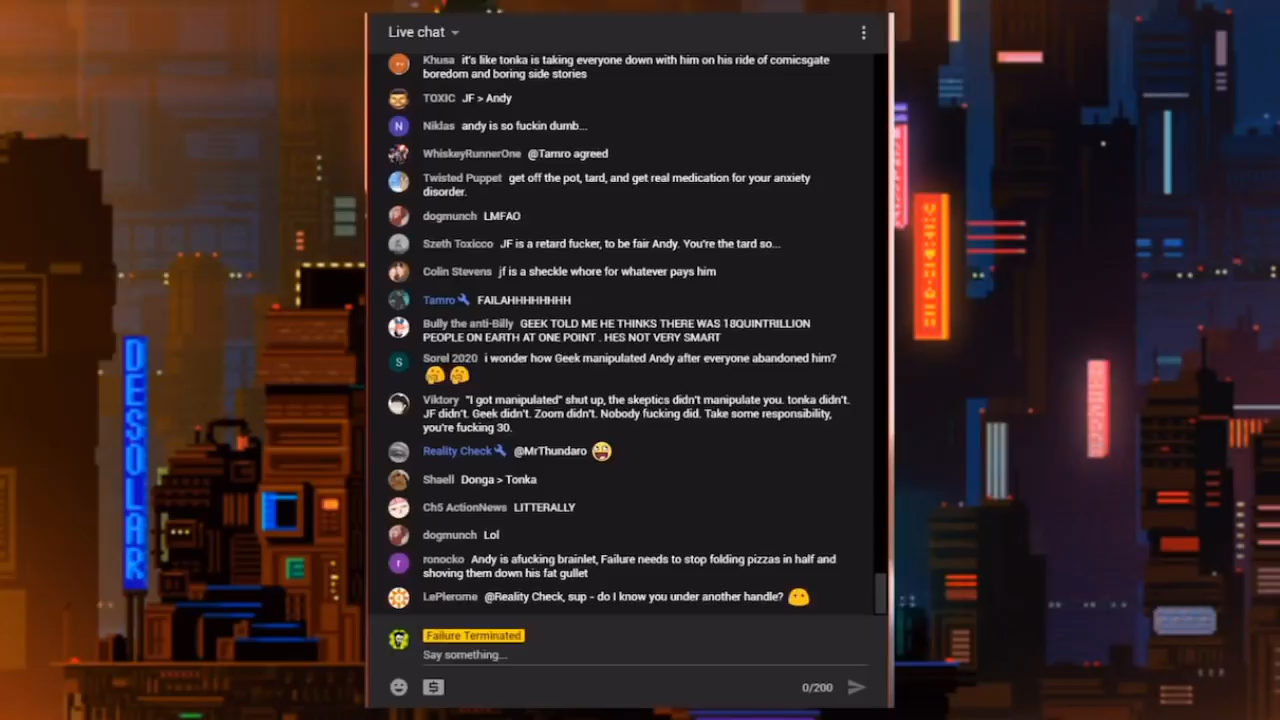 Live chat
Khusa it's like tonka is taking everyone down with him on his ride of comicsgate
boredom and boring side stories
TOXIC JF > Andy
N Niklas andy is so fuckin dumb...
WhiskeyRunnerOne @Tamro agreed
Twisted Puppet get off the pot, tard, and get real medication for your anxiety
disorder.
dogmunch LMFAO
Szeth Toxicco JF is a retard fucker, to be fair Andy. You're the tard so...
Colin Stevens jf is a sheckle whore for whatever pays him
Tamro FAILAHHHHHHHH
Bully the anti-Billy GEEK TOLD ME HE THINKS THERE WAS 18QUINTRILLION
PEOPLE ON EARTH AT ONE POINT . HES NOT VERY SMART
S Sorel 2020 i wonder how Geek manipulated Andy after everyone abandoned him?
Viktory "I got manipulated" shut up, the skeptics didn't manipulate you. tonka didn't.
JF didn't. Geek didn't. Zoom didn't. Nobody fucking did. Take some responsibility,
you're fucking 30.
Reality Check @MrThundaro
Shaell Donga > Tonka
Ch5 ActionNews LITTERALLY
dogmunch Lol
r ronocko Andy is afucking brainlet, Failure needs to stop folding pizzas in half and
shoving them down his fat gullet
LePlerome @Reality Check, sup - do I know you under another handle?
Failure Terminated
Say something...
$ 0/200
DESOLAR
E